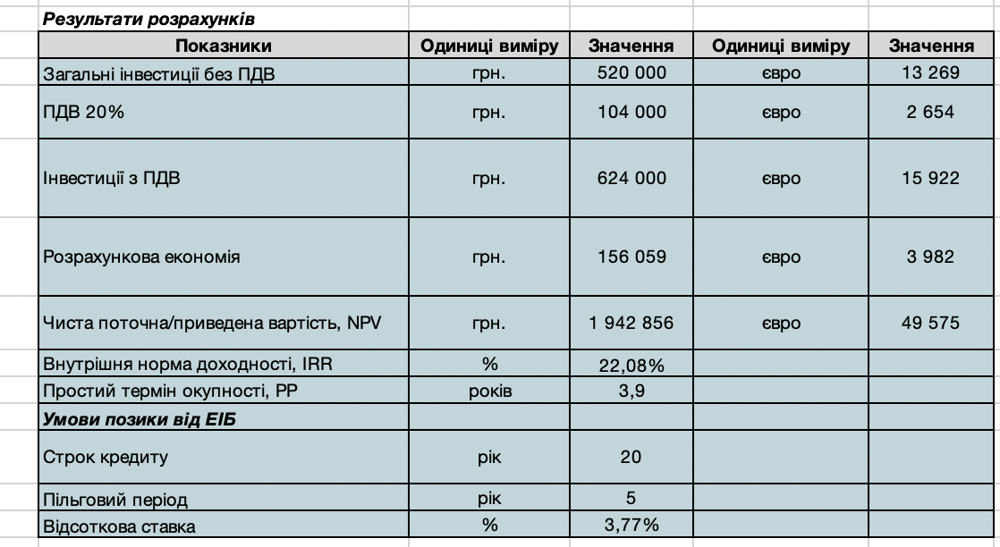 Результати розрахунків
Показники Одиниці виміру Значення Одиниці виміру Значення
Загальні інвестиції без ПДВ грн. 520 000 євро 13 269
ПДВ 20% грн. 104 000 євро 2 654
Інвестиції з ПДВ грн. 624 000 євро 15 922
Розрахункова економія грн. 156 059 євро 3 982
Чиста поточна/приведена вартість, NPV грн. 1 942 856 євро 49 575
Внутрішня норма доходності, IRR % 22,08%
Простий термін окупності, PP років 3,9
Умови позики від ЕІБ
Строк кредиту рік 20
Пільговий період рік 5
Відсоткова ставка % 3,77%